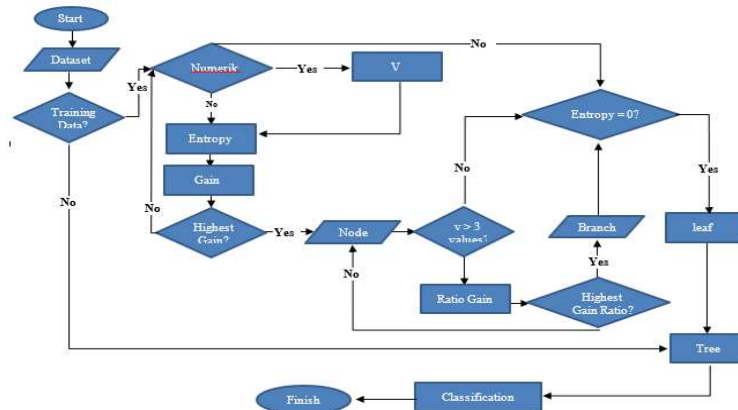 Start
Dataset
Training
Data?
Yes
No
Numerik
Yes
V
No
No
Entropy
Gain
Highest
Gain?
No
Yes
Node
v > 3
values?
No
Ratio Gain
Highest
Gain Ratio?
No
Yes
Branch
Entropy = 0?
Yes
leaf
Tree
Classification
Finish